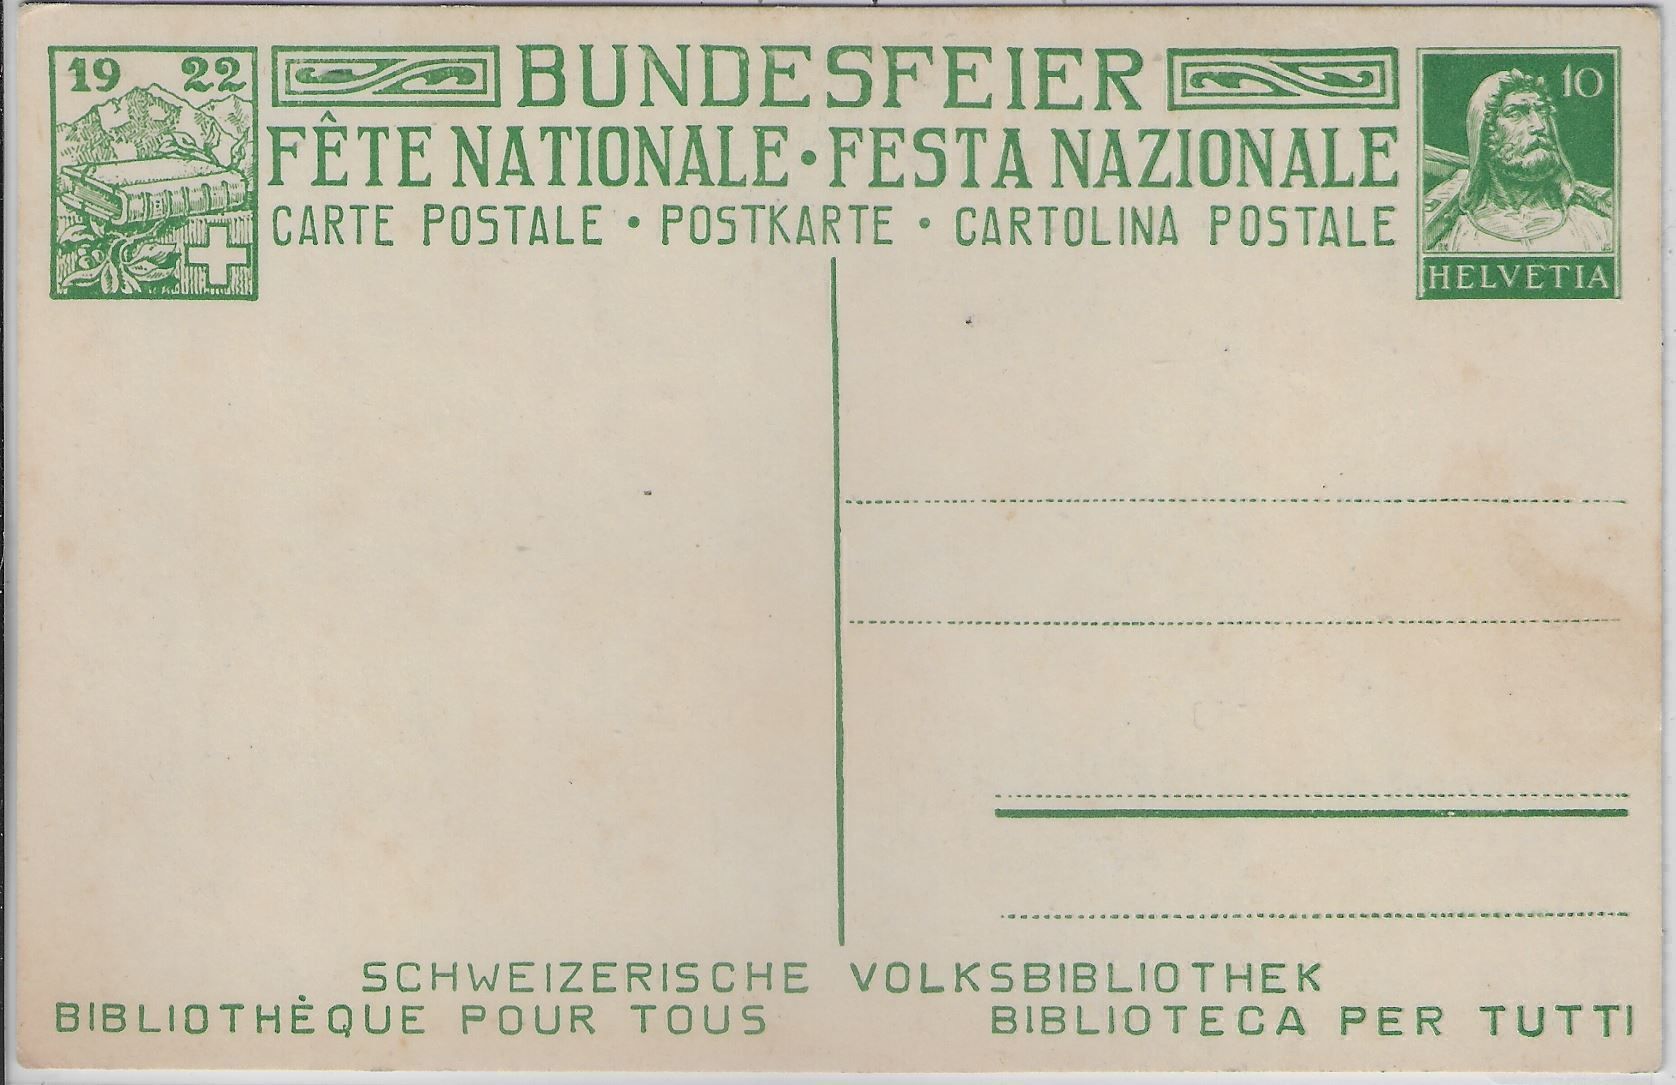 19 22
BUNDESFEIER
FÊTE NATIONALE • FESTA NAZIONALE
CARTE POSTALE • POSTKARTE • CARTOLINA POSTALE
10
HELVETIA
SCHWEIZERISCHE VOLKSBIBLIOTHEK
BIBLIOTHÈQUE POUR TOUS BIBLIOTECA PER TUTTI